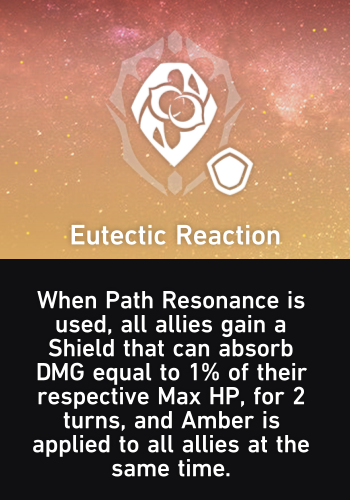 Eutectic Reaction
When Path Resonance is
used, all allies gain a
Shield that can absorb
DMG equal to 1% of their
respective Max HP, for 2
turns, and Amber is
applied to all allies at the
same time.